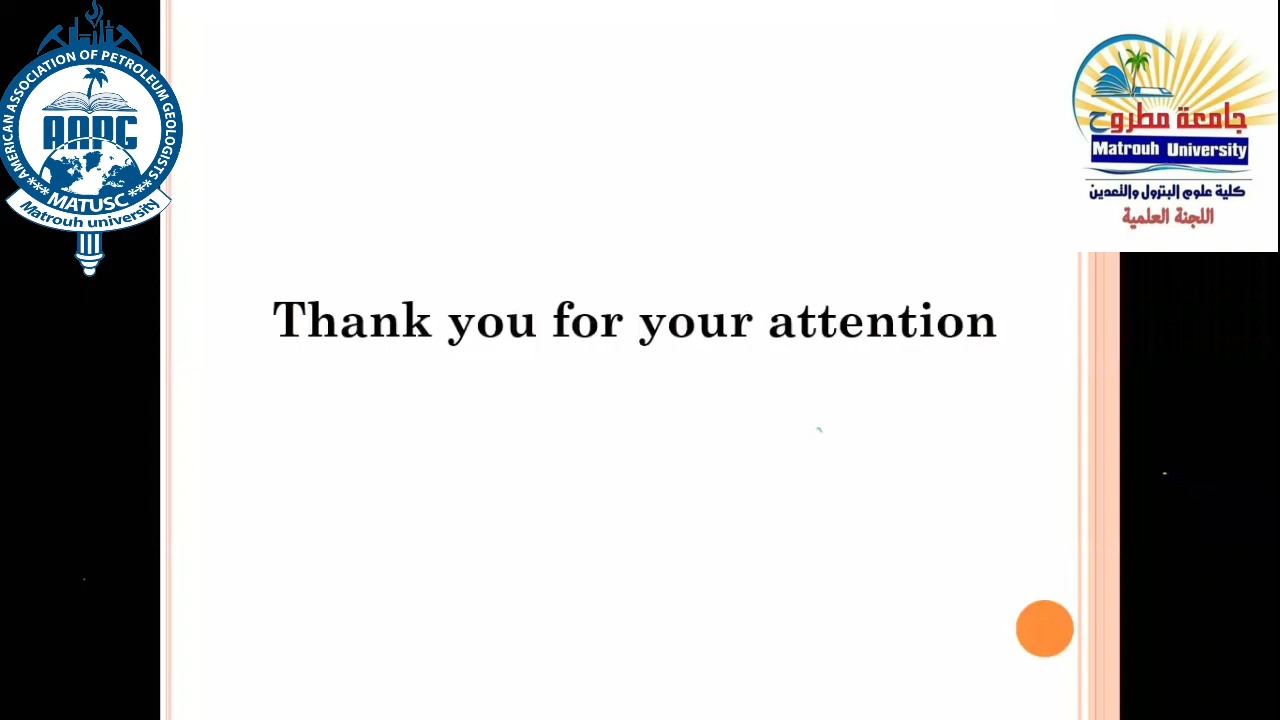 AMERICAN ASSOCIATION OF PETROLEUM GEOLOGISTS
AAPG
*** MATUSC ***
Matrouh university
جامعة مطروح
Matrouh University
كلية علوم البترول والتعدين
اللجنة العلمية
Thank you for your attention